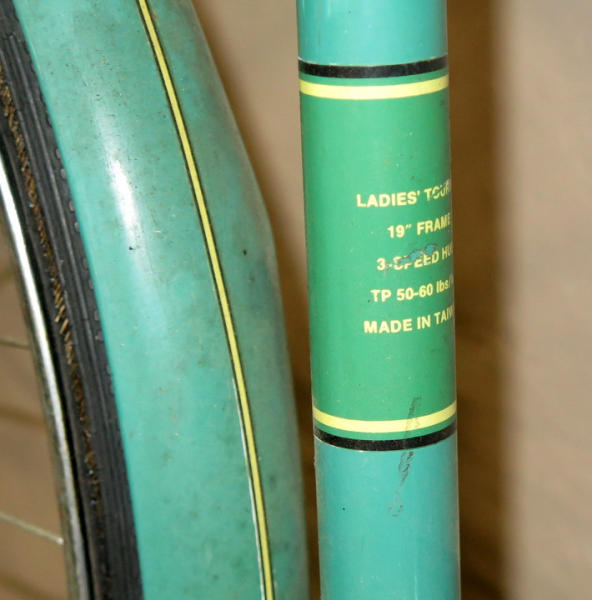 LADIES' TOUR
19" FRAME
3-SPEED HU
TP 50-60 lbs/
MADE IN TAIW